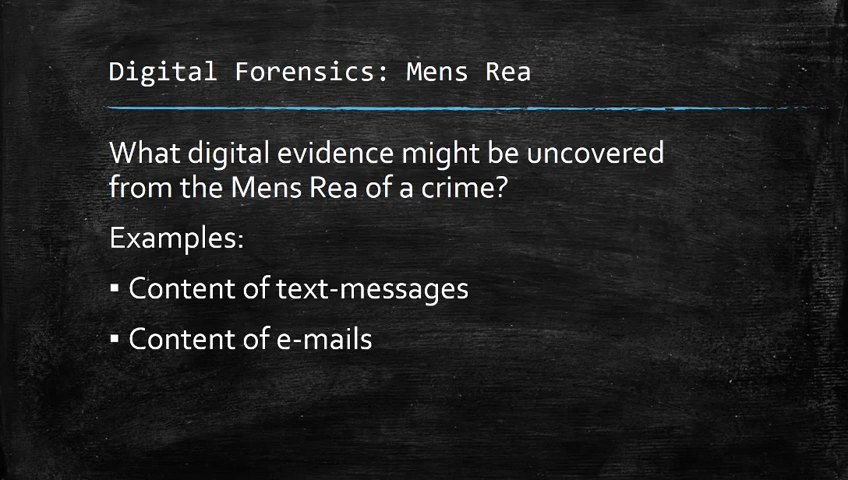 Digital Forensics: Mens Rea
What digital evidence might be uncovered
from the Mens Rea of a crime?
Examples:
▪ Content of text-messages
▪ Content of e-mails